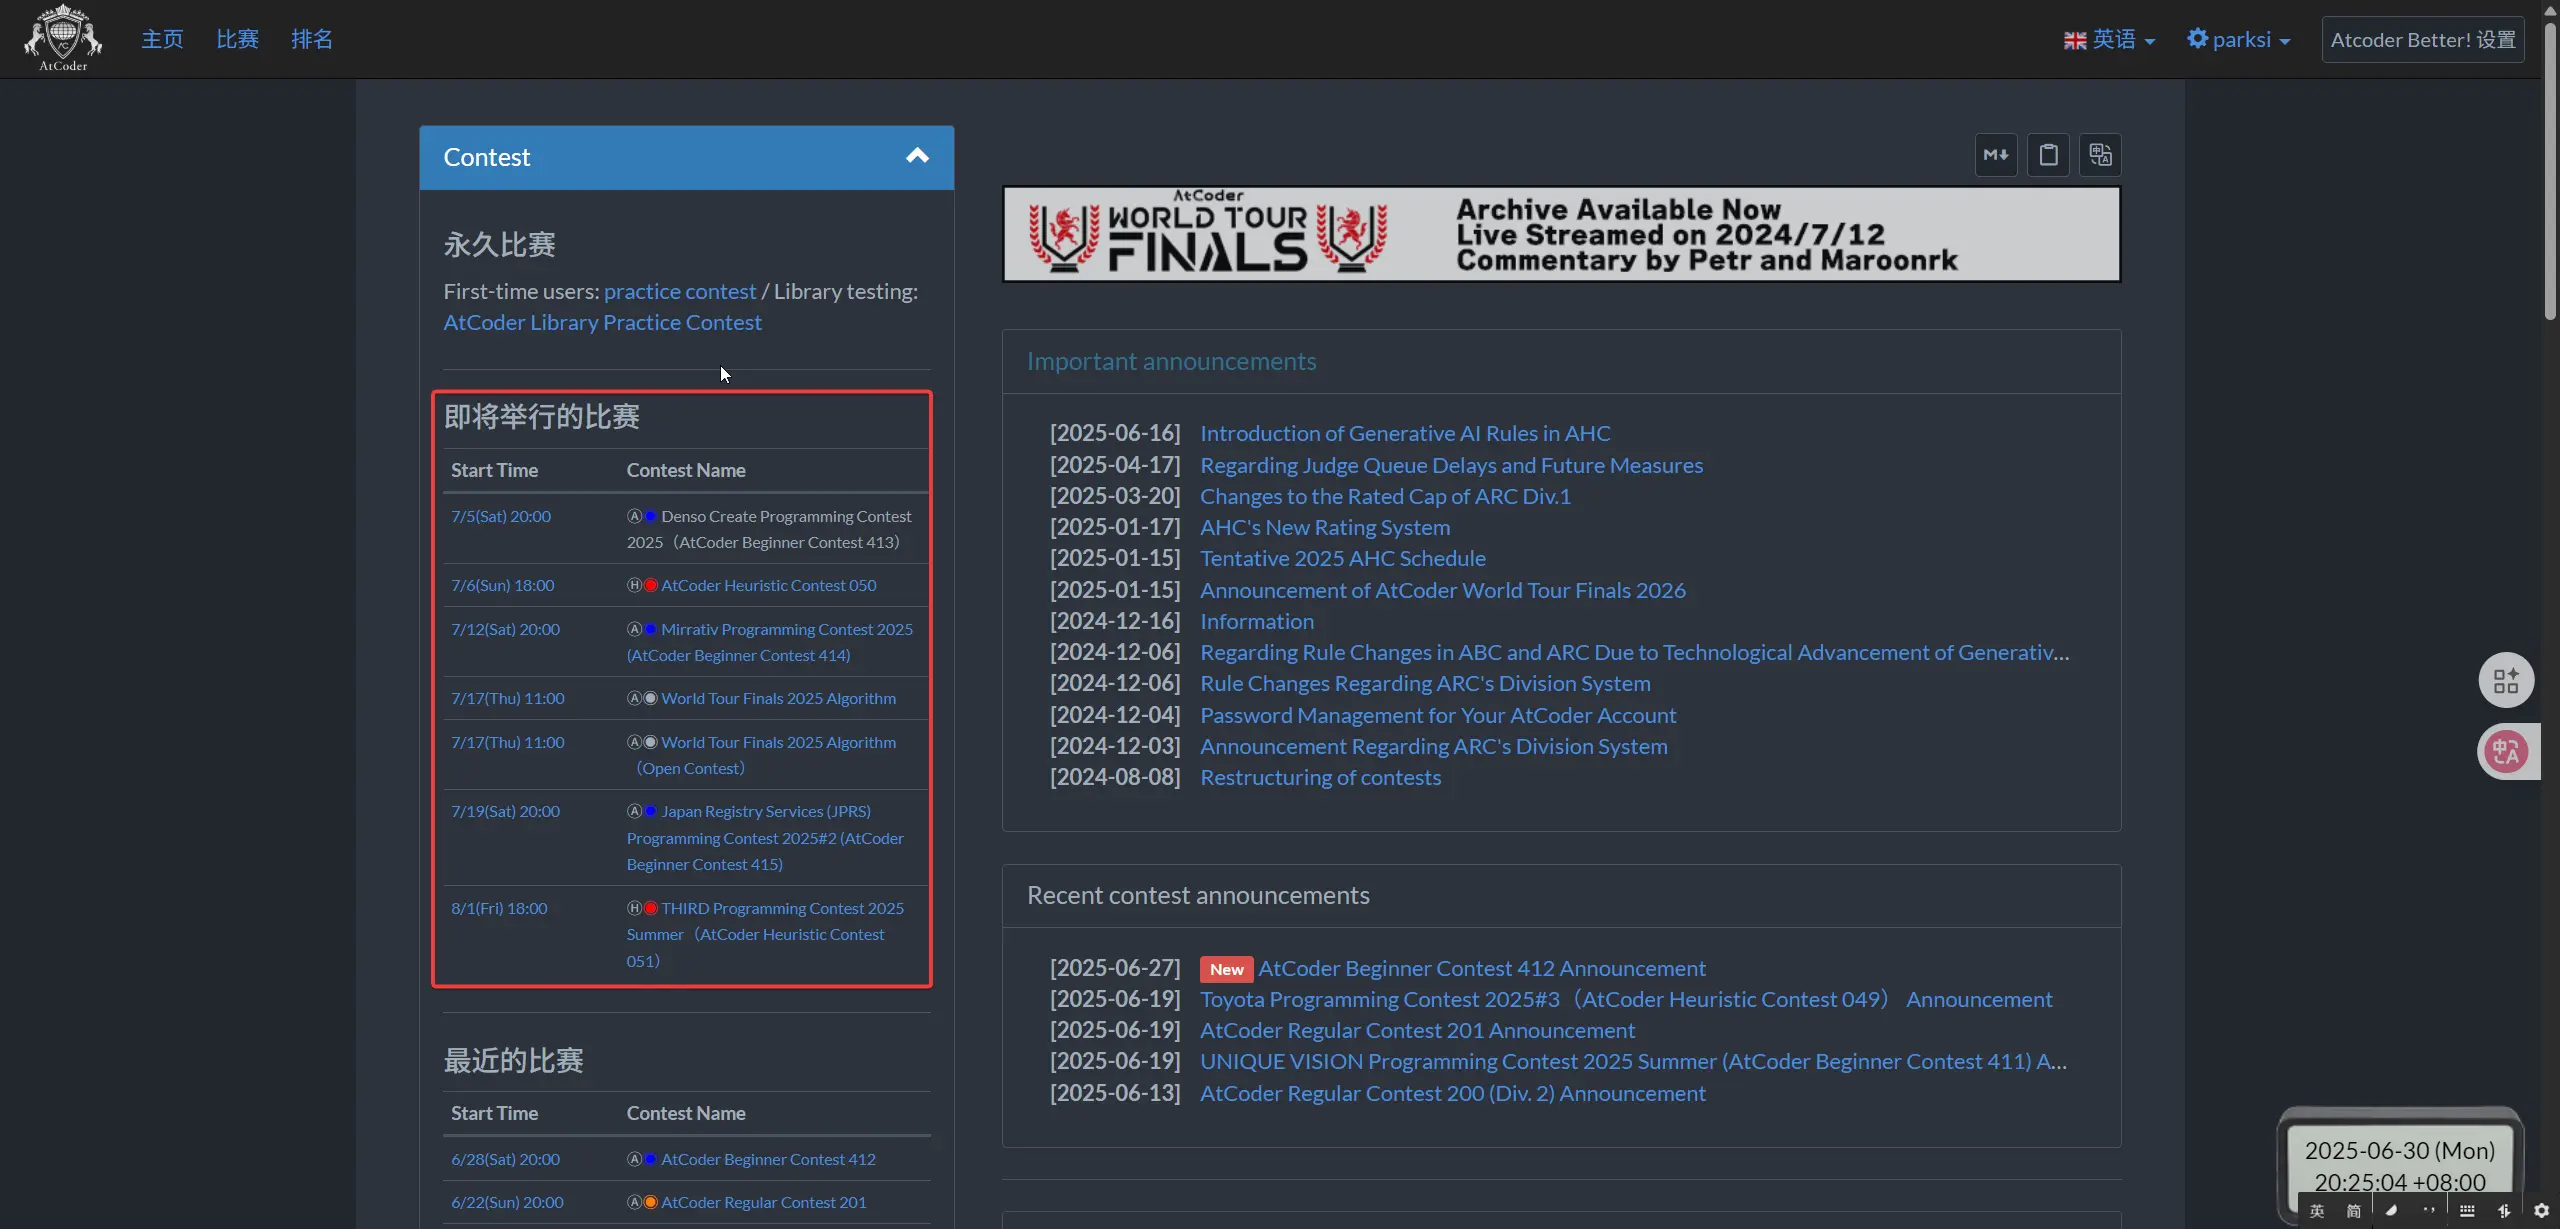 AtCoder
主页 比赛 排名
英语 parksi Atcoder Better! 设置
Contest
永久比赛
First-time users: practice contest / Library testing:
AtCoder Library Practice Contest
即将举行的比赛
Start Time Contest Name
7/5(Sat) 20:00 Ⓐ Denso Create Programming Contest
2025（AtCoder Beginner Contest 413）
7/6(Sun) 18:00 Ⓗ AtCoder Heuristic Contest 050
7/12(Sat) 20:00 Ⓐ Mirrativ Programming Contest 2025
(AtCoder Beginner Contest 414)
7/17(Thu) 11:00 Ⓐ World Tour Finals 2025 Algorithm
7/17(Thu) 11:00 Ⓐ World Tour Finals 2025 Algorithm
（Open Contest）
7/19(Sat) 20:00 Ⓐ Japan Registry Services (JPRS)
Programming Contest 2025#2 (AtCoder
Beginner Contest 415)
8/1(Fri) 18:00 Ⓗ THIRD Programming Contest 2025
Summer（AtCoder Heuristic Contest
051）
最近的比赛
Start Time Contest Name
6/28(Sat) 20:00 Ⓐ AtCoder Beginner Contest 412
6/22(Sun) 20:00 Ⓐ AtCoder Regular Contest 201
M
AtCoder
WORLD TOUR
FINALS
Archive Available Now
Live Streamed on 2024/7/12
Commentary by Petr and Maroonrk
Important announcements
[2025-06-16] Introduction of Generative AI Rules in AHC
[2025-04-17] Regarding Judge Queue Delays and Future Measures
[2025-03-20] Changes to the Rated Cap of ARC Div.1
[2025-01-17] AHC's New Rating System
[2025-01-15] Tentative 2025 AHC Schedule
[2025-01-15] Announcement of AtCoder World Tour Finals 2026
[2024-12-16] Information
[2024-12-06] Regarding Rule Changes in ABC and ARC Due to Technological Advancement of Generativ...
[2024-12-06] Rule Changes Regarding ARC's Division System
[2024-12-04] Password Management for Your AtCoder Account
[2024-12-03] Announcement Regarding ARC's Division System
[2024-08-08] Restructuring of contests
Recent contest announcements
[2025-06-27] New AtCoder Beginner Contest 412 Announcement
[2025-06-19] Toyota Programming Contest 2025#3（AtCoder Heuristic Contest 049） Announcement
[2025-06-19] AtCoder Regular Contest 201 Announcement
[2025-06-19] UNIQUE VISION Programming Contest 2025 Summer (AtCoder Beginner Contest 411) A...
[2025-06-13] AtCoder Regular Contest 200 (Div. 2) Announcement
中A
2025-06-30 (Mon)
20:25:04 +08:00
英 简